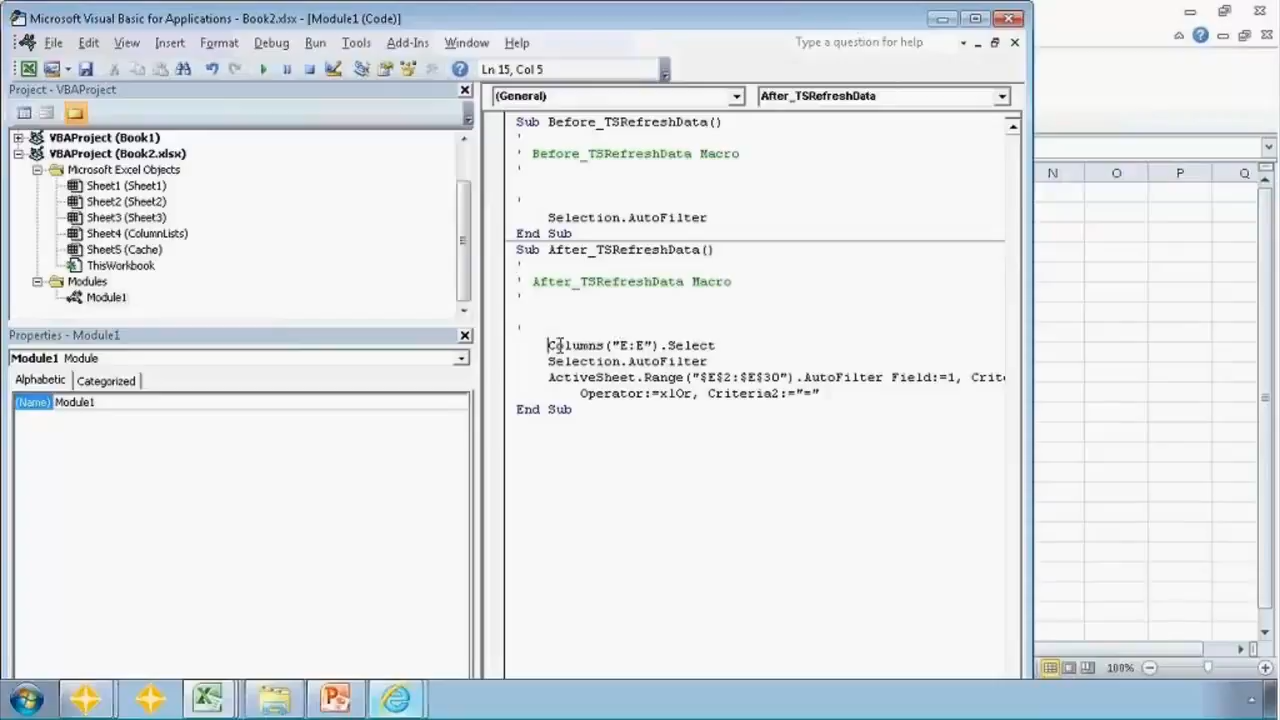 Microsoft Visual Basic for Applications - Book2.xlsx - [Module1 (Code)]
File Edit View Insert Format Debug Run Tools Add-Ins Window Help
Type a question for help
Ln 15, Col 5
Project - VBAProject
VBAProject (Book1)
VBAProject (Book2.xlsx)
Microsoft Excel Objects
Sheet1 (Sheet1)
Sheet2 (Sheet2)
Sheet3 (Sheet3)
Sheet4 (ColumnLists)
Sheet5 (Cache)
ThisWorkbook
Modules
Module1
Properties - Module1
Module1 Module
Alphabetic Categorized
(Name) Module1
(General) After_TSRefreshData
Sub Before_TSRefreshData()
'
' Before_TSRefreshData Macro
'
'
Selection.AutoFilter
End Sub
Sub After_TSRefreshData()
'
' After_TSRefreshData Macro
'
'
Columns("E:E").Select
Selection.AutoFilter
ActiveSheet.Range("$E$2:$E$30").AutoFilter Field:=1, Crite
Operator:=xlOr, Criteria2:="="
End Sub
N O P Q
100%